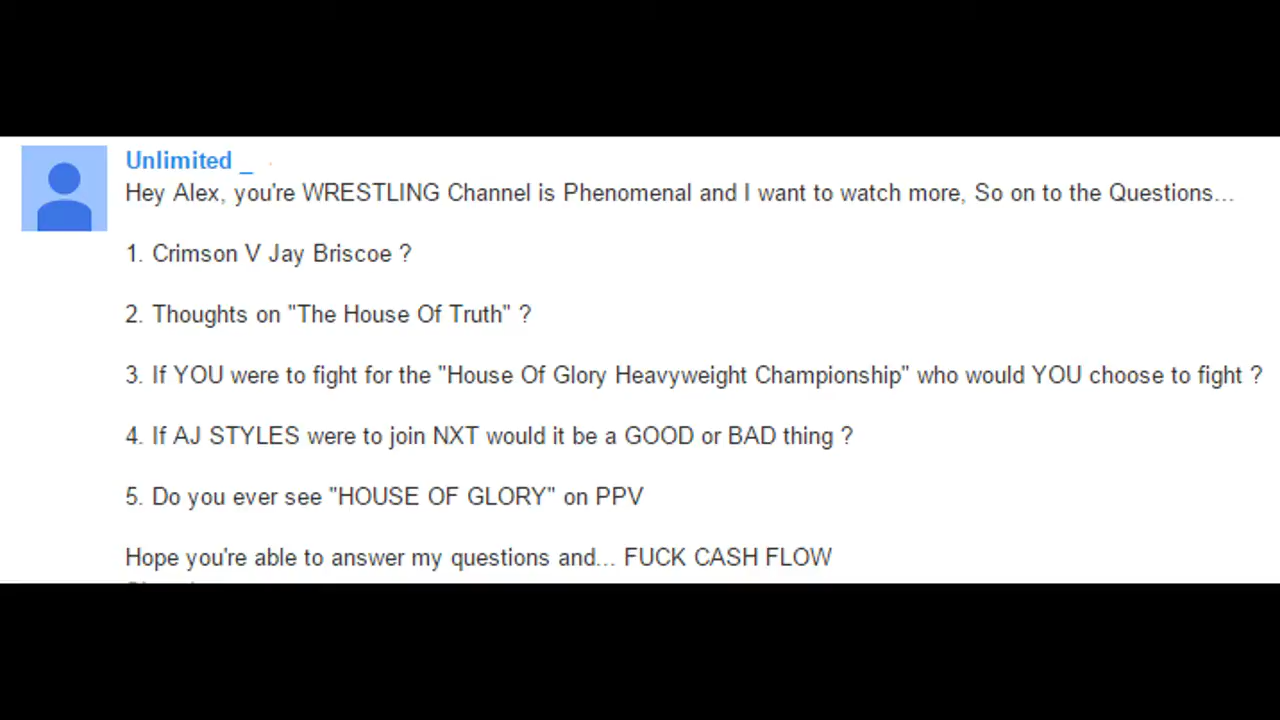 Unlimited _
Hey Alex, you're WRESTLING Channel is Phenomenal and I want to watch more, So on to the Questions...
1. Crimson V Jay Briscoe ?
2. Thoughts on "The House Of Truth" ?
3. If YOU were to fight for the "House Of Glory Heavyweight Championship" who would YOU choose to fight ?
4. If AJ STYLES were to join NXT would it be a GOOD or BAD thing ?
5. Do you ever see "HOUSE OF GLORY" on PPV
Hope you're able to answer my questions and... FUCK CASH FLOW